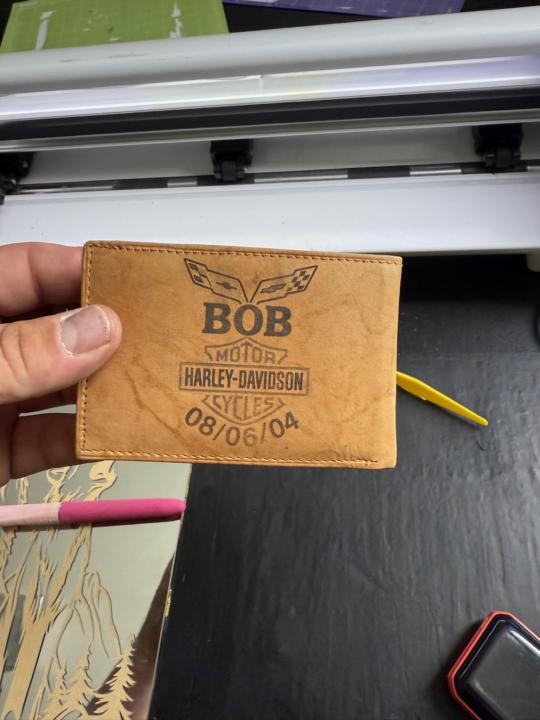 BOB
MOTOR
HARLEY-DAVIDSON
CYCLES
08/06/04